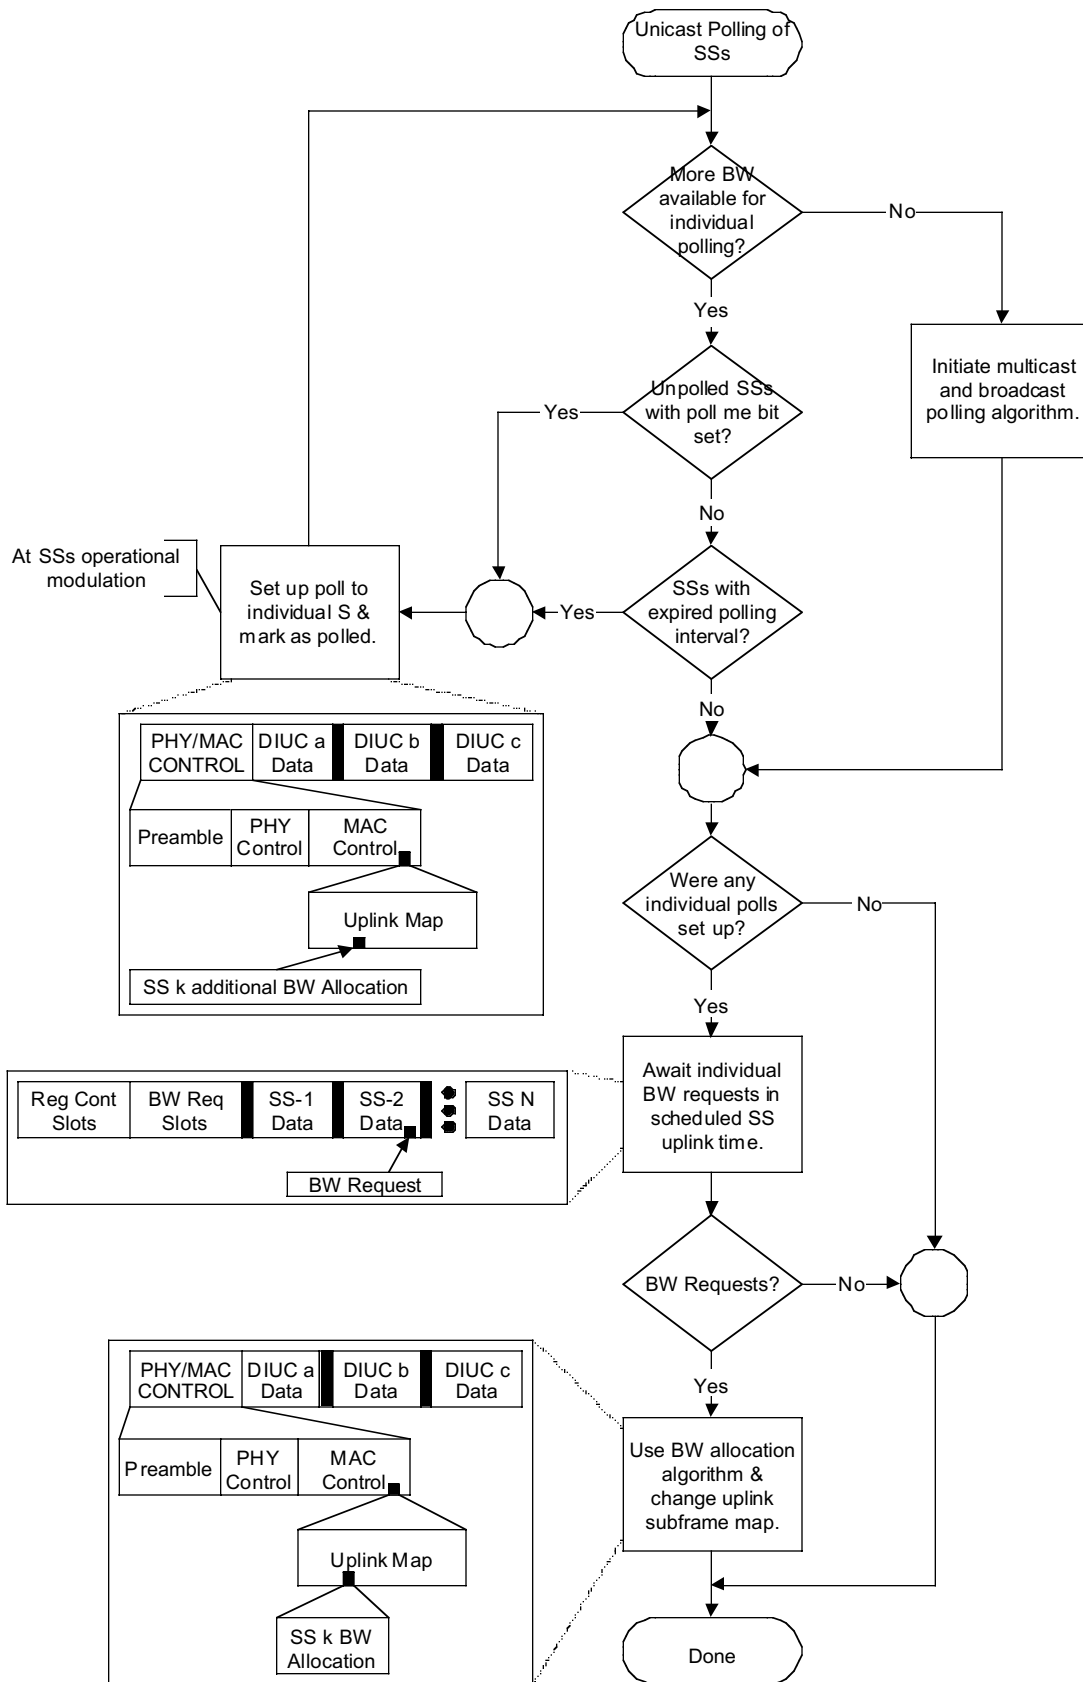 Unicast Polling of
SSs
More BW
available for
individual
polling?
No
Yes
Initiate multicast
and broadcast
polling algorithm.
Unpolled SSs
with poll me bit
set?
Yes
No
At SSs operational
modulation
Set up poll to
individual S &
mark as polled.
SSs with
expired polling
interval?
Yes
No
PHY/MAC
CONTROL
DIUC a
Data
DIUC b
Data
DIUC c
Data
Preamble
PHY
Control
MAC
Control
Uplink Map
SS k additional BW Allocation
Were any
individual polls
set up?
No
Yes
Await individual
BW requests in
scheduled SS
uplink time.
Reg Cont
Slots
BW Req
Slots
SS-1
Data
SS-2
Data
SS N
Data
BW Request
BW Requests?
No
Yes
PHY/MAC
CONTROL
DIUC a
Data
DIUC b
Data
DIUC c
Data
Preamble
PHY
Control
MAC
Control
Uplink Map
SS k BW
Allocation
Use BW allocation
algorithm &
change uplink
subframe map.
Done